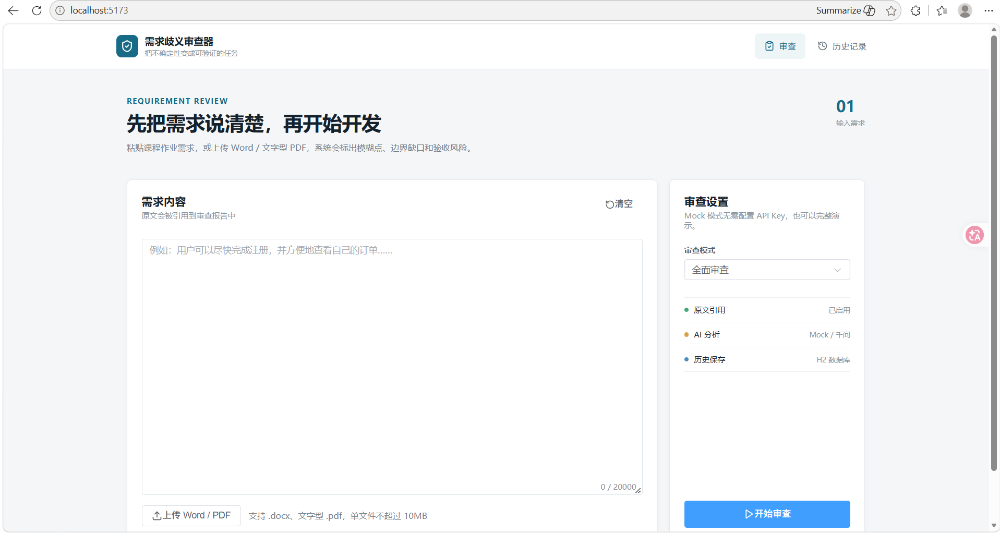 localhost:5173
Summarize
需求歧义审查器
把不确定性变成可验证的任务
审查
历史记录
REQUIREMENT REVIEW
先把需求说清楚，再开始开发
粘贴课程作业需求，或上传 Word / 文字型 PDF，系统会标出模糊点、边界缺口和验收风险。
01
输入需求
需求内容
原文会被引用到审查报告中
清空
例如：用户可以尽快完成注册，并方便地查看自己的订单......
0 / 20000
上传 Word / PDF
支持 .docx、文字型 .pdf，单文件不超过 10MB
审查设置
Mock 模式无需配置 API Key，也可以完整演
示。
审查模式
全面审查
原文引用
已启用
AI 分析
Mock / 千问
历史保存
H2 数据库
开始审查